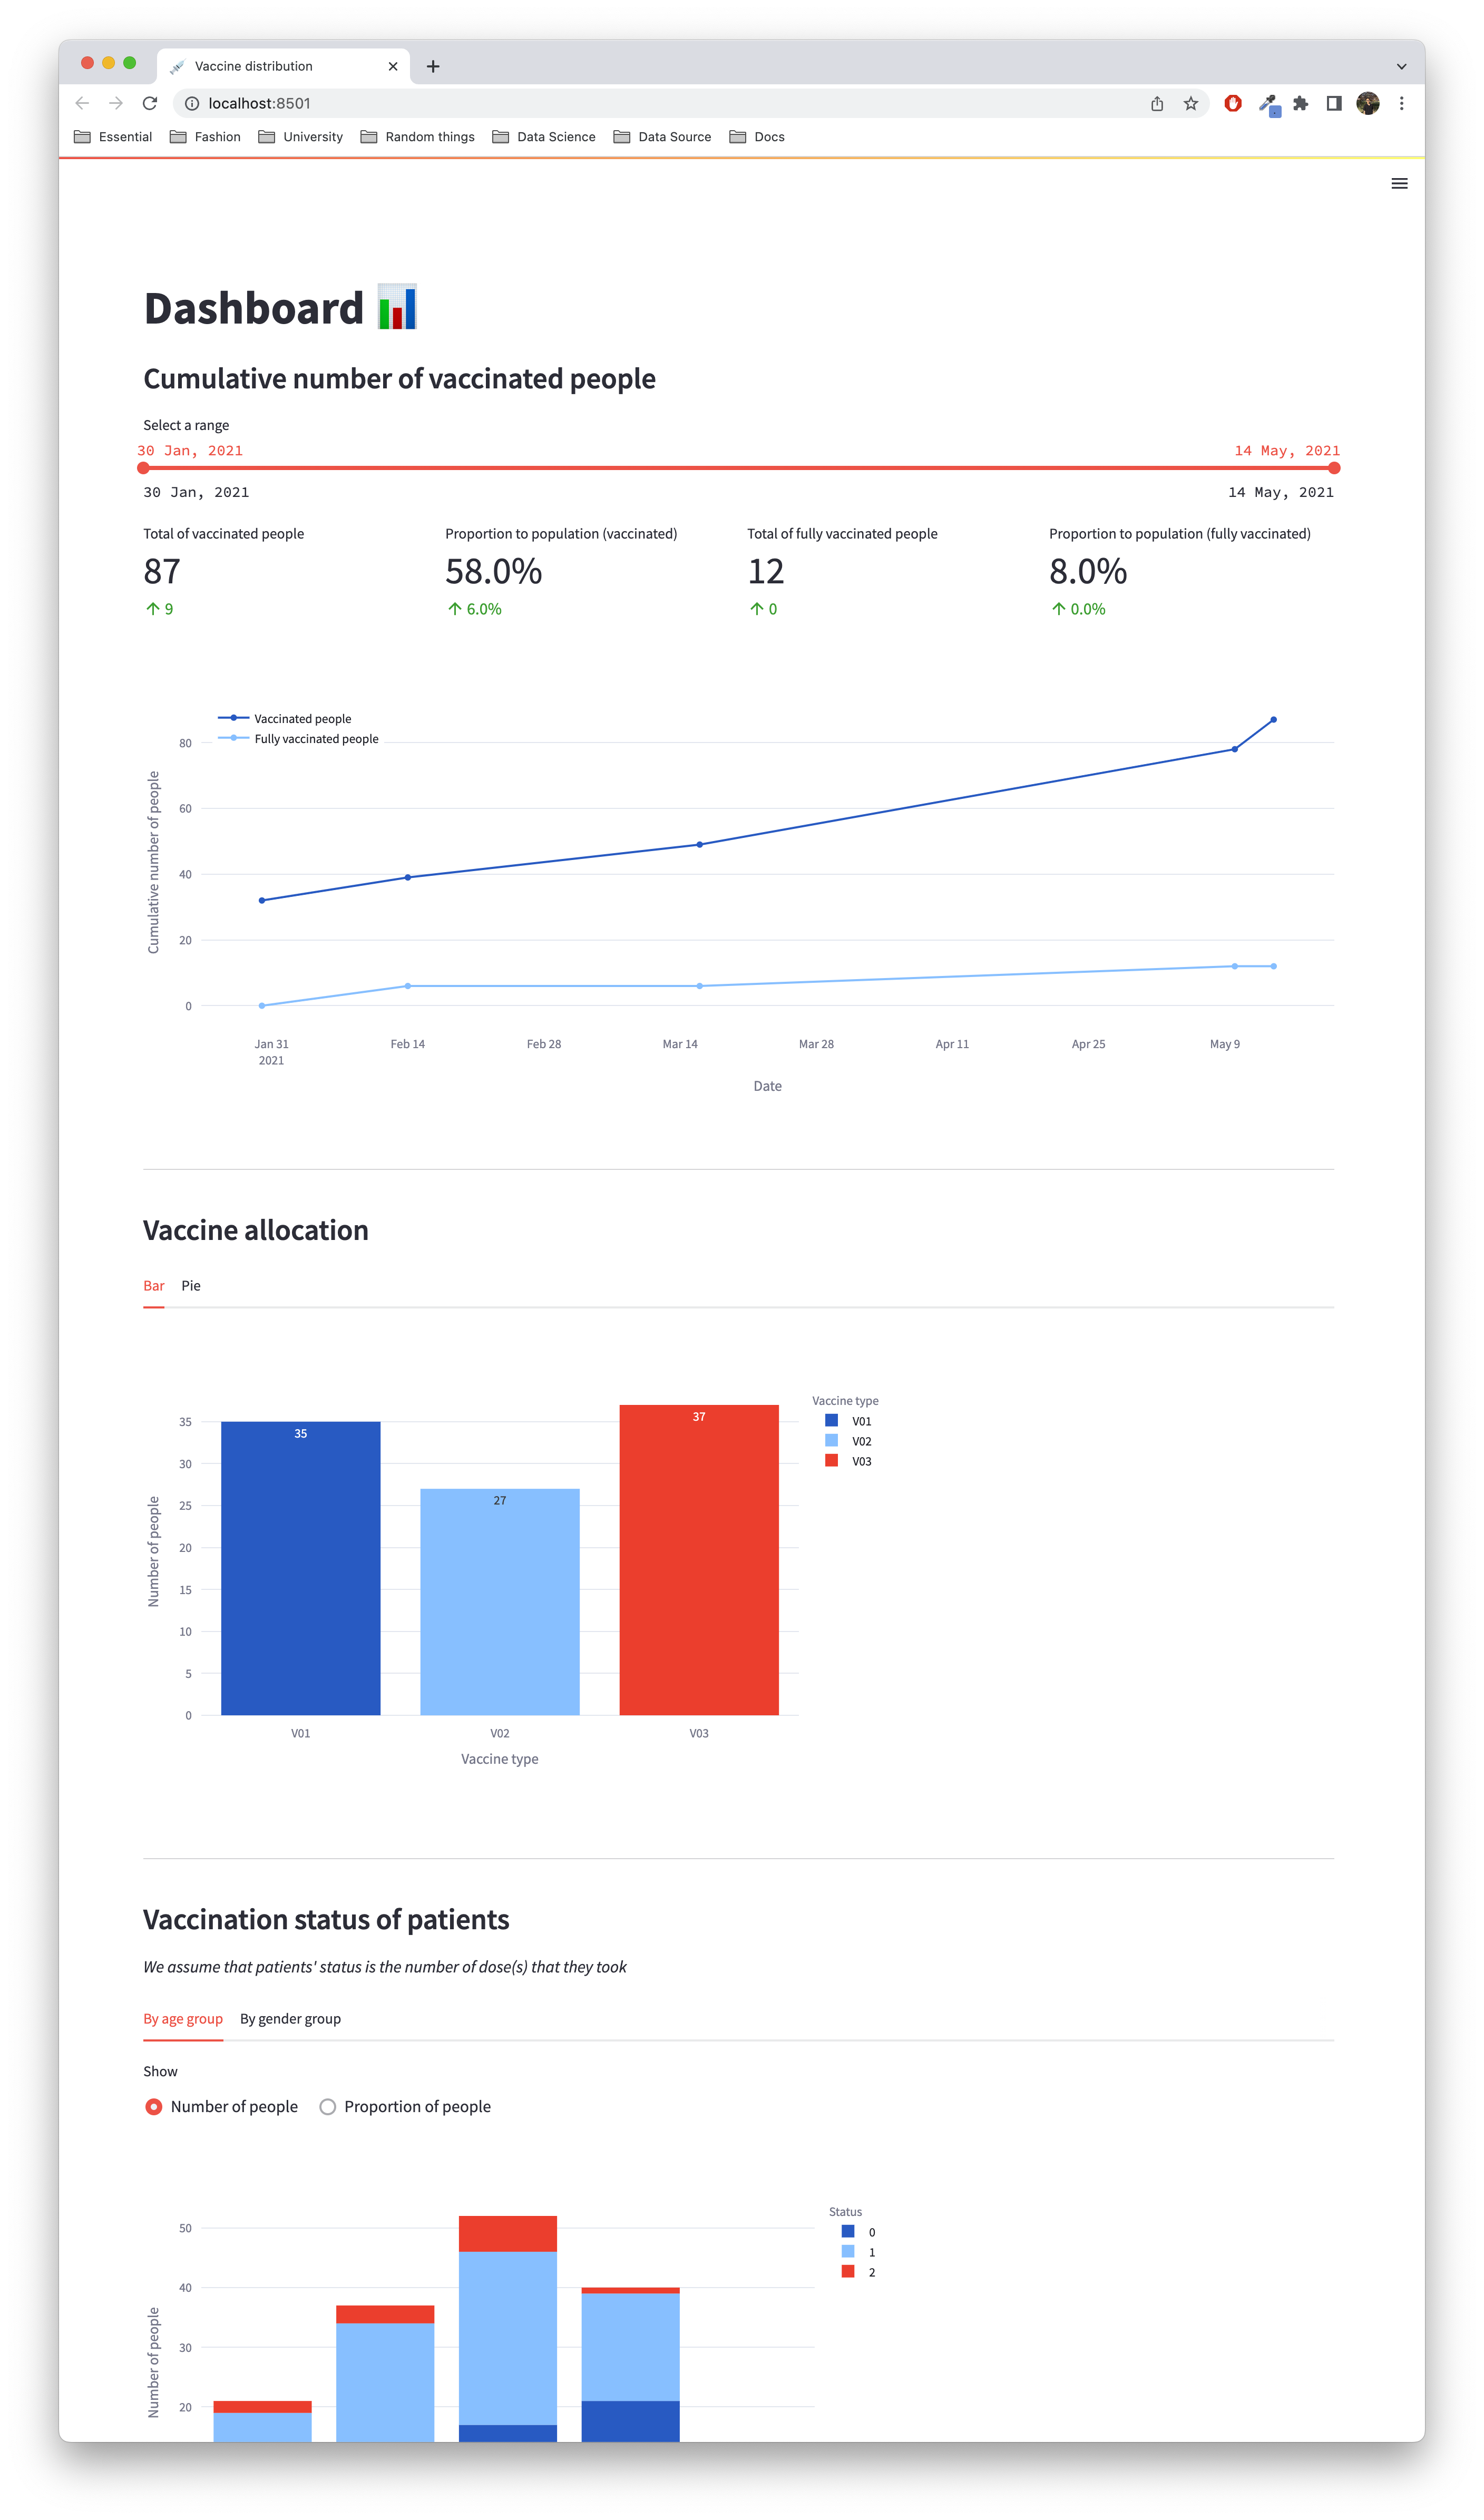 Vaccine distribution
localhost:8501
Essential Fashion University Random things Data Science Data Source Docs
Dashboard
Cumulative number of vaccinated people
Select a range
30 Jan, 2021 14 May, 2021
30 Jan, 2021 14 May, 2021
Total of vaccinated people Proportion to population (vaccinated) Total of fully vaccinated people Proportion to population (fully vaccinated)
87 58.0% 12 8.0%
↑ 9 ↑ 6.0% ↑ 0 ↑ 0.0%
Vaccinated people
Fully vaccinated people
80
60
40
20
0
Cumulative number of people
Jan 31 Feb 14 Feb 28 Mar 14 Mar 28 Apr 11 Apr 25 May 9
2021
Date
Vaccine allocation
Bar Pie
Vaccine type
V01
V02
V03
35
30
25
20
15
10
5
0
Number of people
35 27 37
V01 V02 V03
Vaccine type
Vaccination status of patients
We assume that patients' status is the number of dose(s) that they took
By age group By gender group
Show
Number of people Proportion of people
Status
0
1
2
50
40
30
20
Number of people